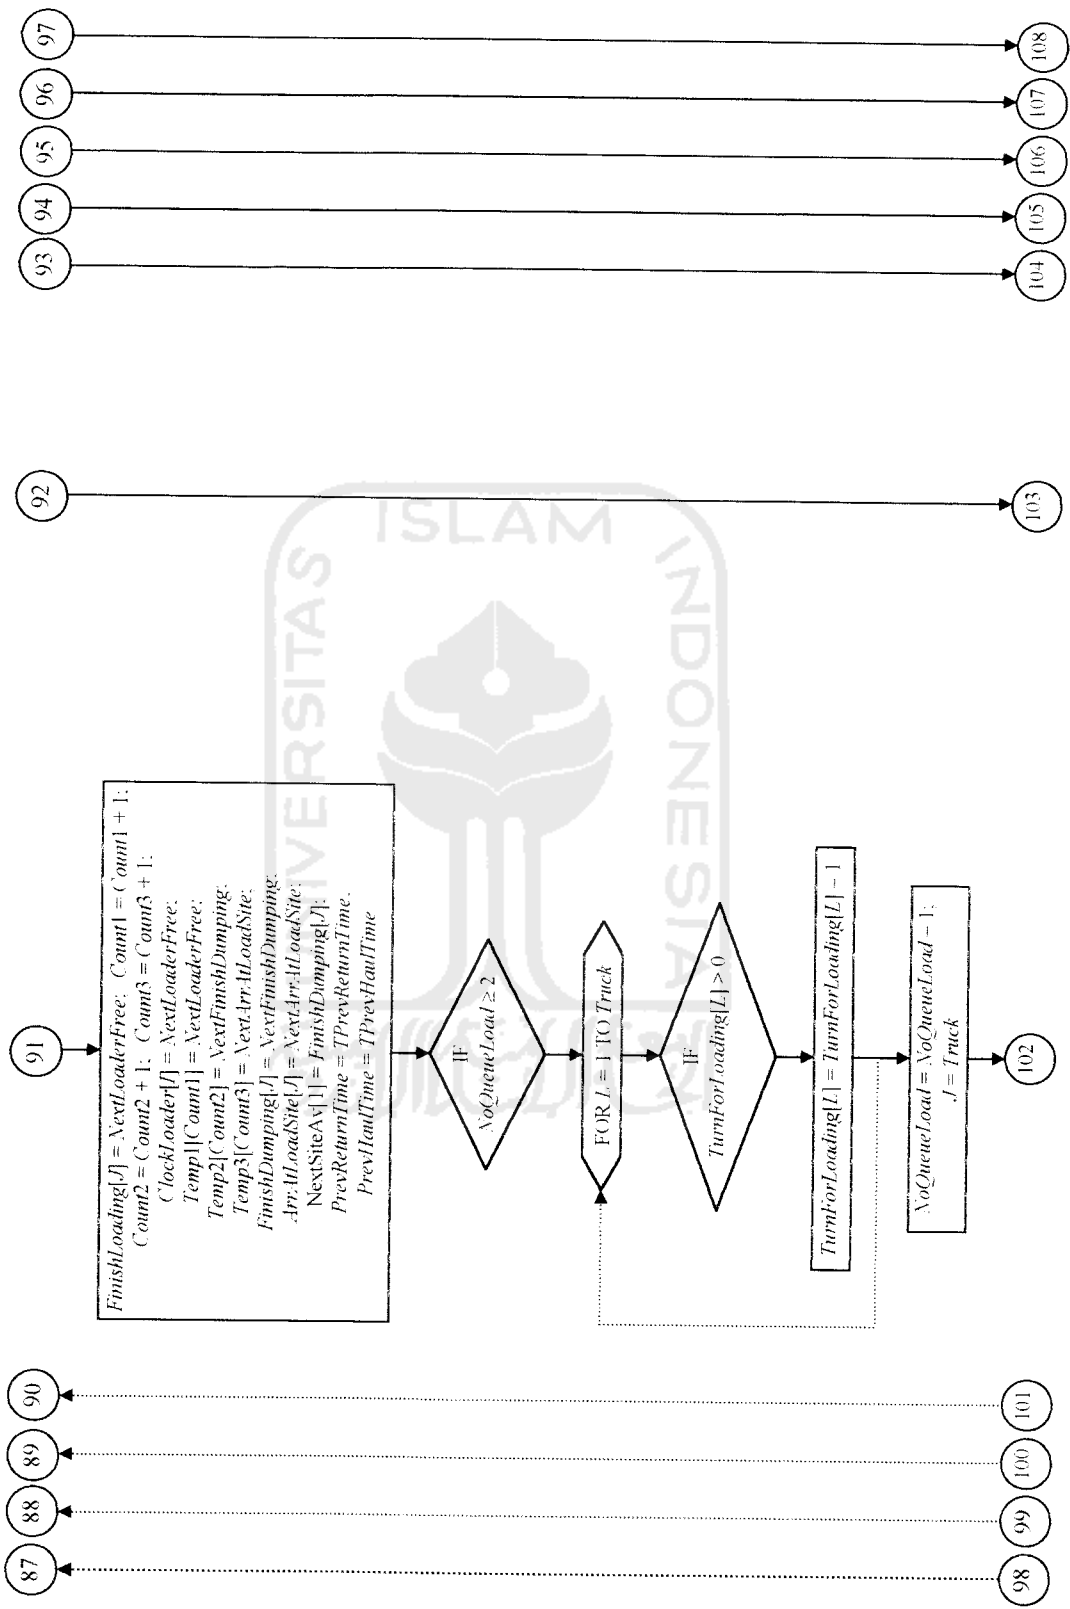 87
88
89
90
91
92
93
94
95
96
97
FinishLoading[J] = NextLoaderFree; Count1 = Count1 + 1;
Count2 = Count2 + 1; Count3 = Count3 + 1;
ClockLoader[J] = NextLoaderFree;
Temp1[Count1] = NextLoaderFree;
Temp2[Count2] = NextFinishDumping;
Temp3[Count3] = NextArrAtLoadSite;
FinishDumping[J] = NextFinishDumping;
ArrAtLoadSite[J] = NextArrAtLoadSite;
NextSiteAv[1] = FinishDumping[J];
PrevReturnTime = TPrevReturnTime;
PrevHaulTime = TPrevHaulTime
IF
NoQueueLoad ≥ 2
FOR L = 1 TO Truck
IF
TurnForLoading[L] > 0
TurnForLoading[L] = TurnForLoading[L] − 1
NoQueueLoad = NoQueueLoad − 1;
J = Truck
98
99
100
101
102
103
104
105
106
107
108
UNIVERSITAS
ISLAM
INDONESIA